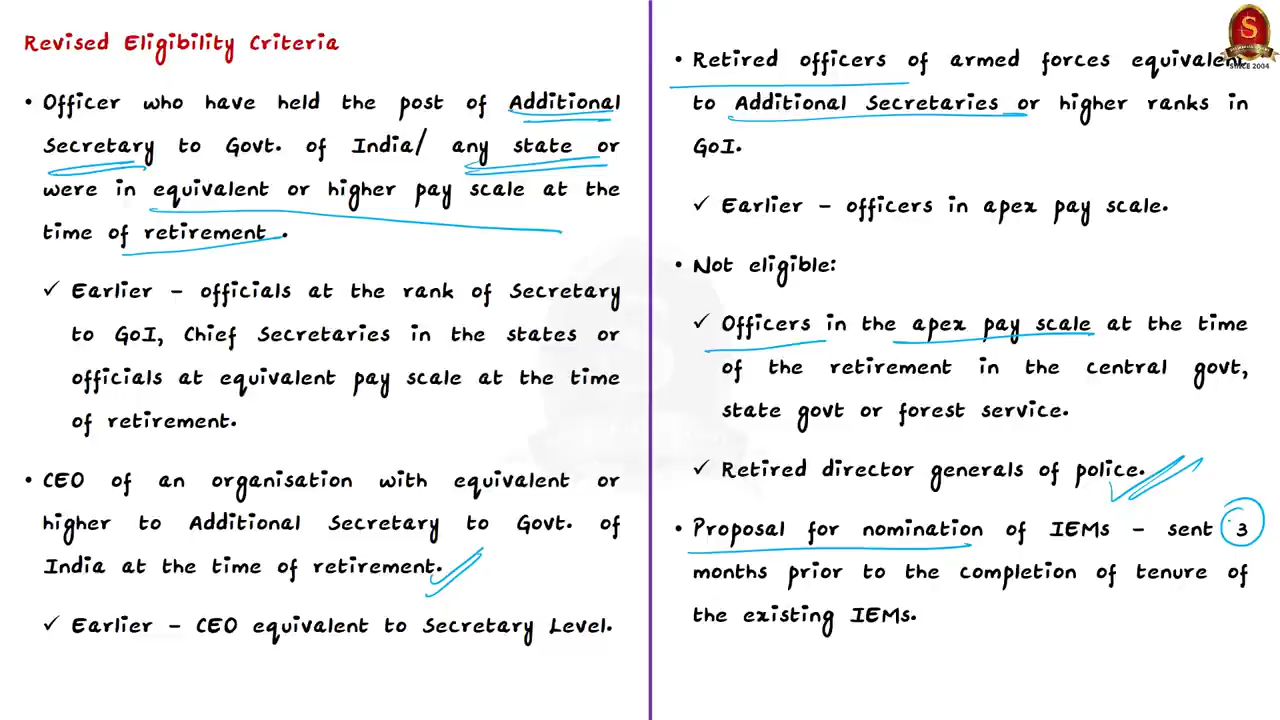 Revised Eligibility Criteria
• Officer who have held the post of Additional
Secretary to Govt. of India/ any state or
were in equivalent or higher pay scale at the
time of retirement.
✓ Earlier – officials at the rank of Secretary
to GoI, Chief Secretaries in the states or
officials at equivalent pay scale at the time
of retirement.
• CEO of an organisation with equivalent or
higher to Additional Secretary to Govt. of
India at the time of retirement.
✓ Earlier – CEO equivalent to Secretary Level.
• Retired officers of armed forces equivalent
to Additional Secretaries or higher ranks in
GoI.
✓ Earlier – officers in apex pay scale.
• Not eligible:
✓ Officers in the apex pay scale at the time
of the retirement in the central govt,
state govt or forest service.
✓ Retired director generals of police.
• Proposal for nomination of IEMs – sent 3
months prior to the completion of tenure of
the existing IEMs.
S
SINCE 2004